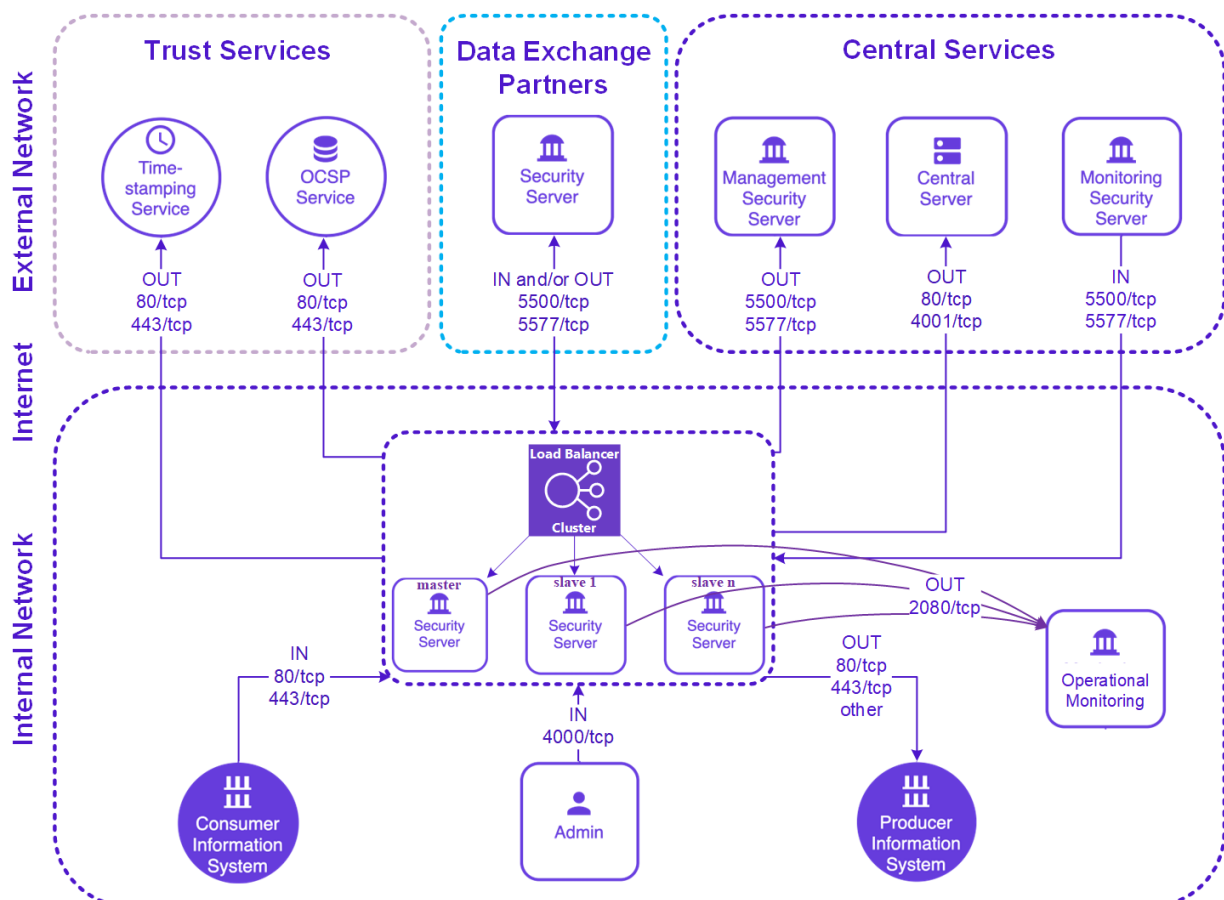 Trust Services
Data Exchange
Partners
Central Services
External Network
Internet
Internal Network
Time-
stamping
Service
OCSP
Service
Security
Server
Management
Security
Server
Central
Server
Monitoring
Security
Server
OUT
80/tcp
443/tcp
OUT
80/tcp
443/tcp
IN and/or OUT
5500/tcp
5577/tcp
OUT
5500/tcp
5577/tcp
OUT
80/tcp
4001/tcp
IN
5500/tcp
5577/tcp
Load Balancer
Cluster
master
Security
Server
slave 1
Security
Server
slave n
Security
Server
OUT
2080/tcp
Operational
Monitoring
IN
80/tcp
443/tcp
IN
4000/tcp
OUT
80/tcp
443/tcp
other
Consumer
Information
System
Admin
Producer
Information
System